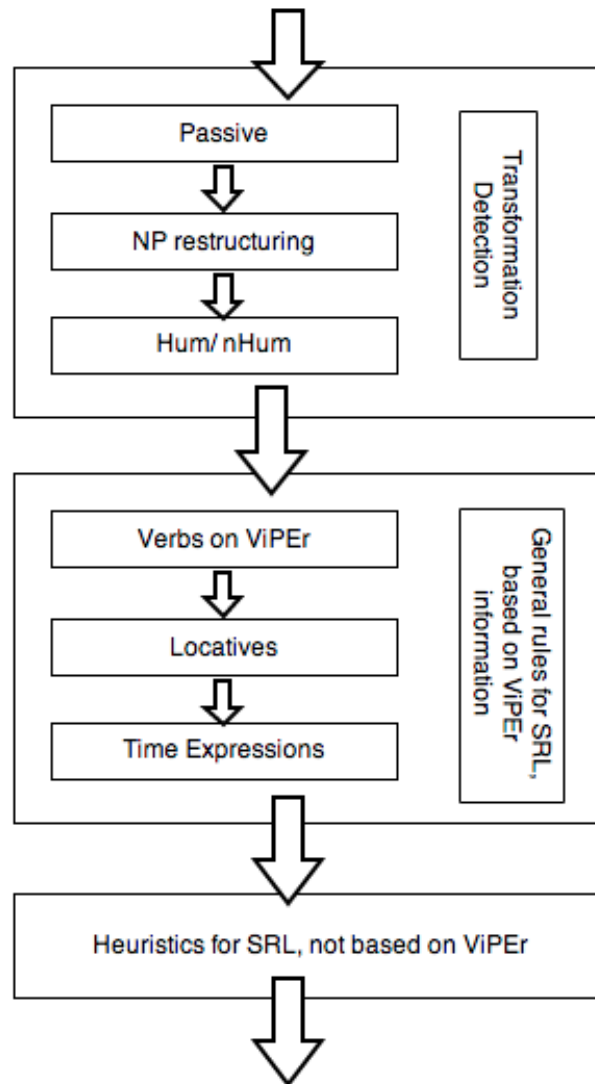 Passive
NP restructuring
Hum/ nHum
Transformation
Detection
Verbs on ViPEr
Locatives
Time Expressions
General rules for SRL,
based on ViPEr
information
Heuristics for SRL, not based on ViPEr